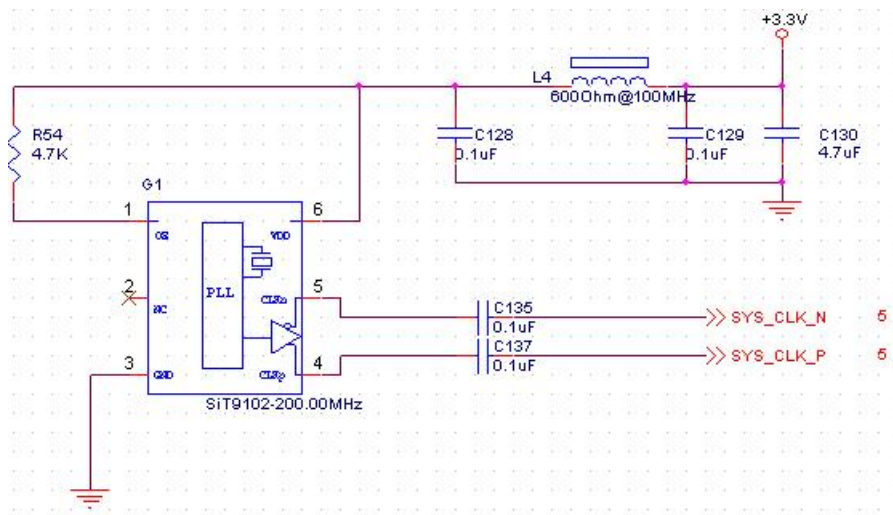 +3.3V
L4
600Ohm@100MHz
R54
4.7K
C128
0.1uF
C129
0.1uF
C130
4.7uF
G1
1
6
OE
VDD
2
NC
PLL
CLKn
5
C135
0.1uF
SYS_CLK_N
5
3
GND
CLKp
4
C137
0.1uF
SYS_CLK_P
5
SiT9102-200.00MHz